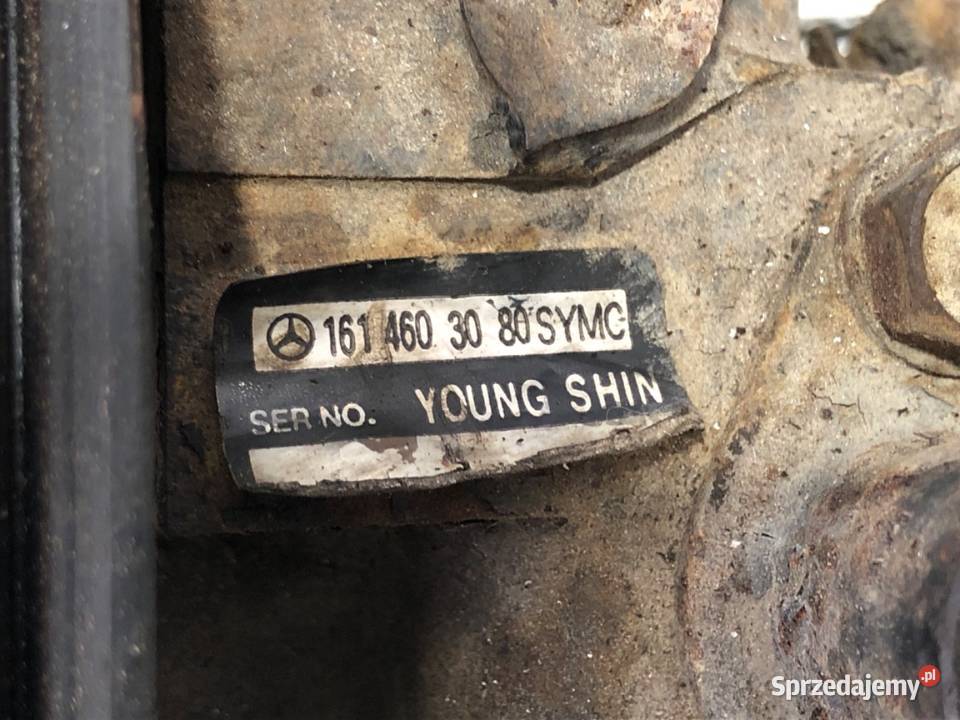 161 460 30 80 SYMC
SER NO. YOUNG SHIN
Sprzedajemy.pl